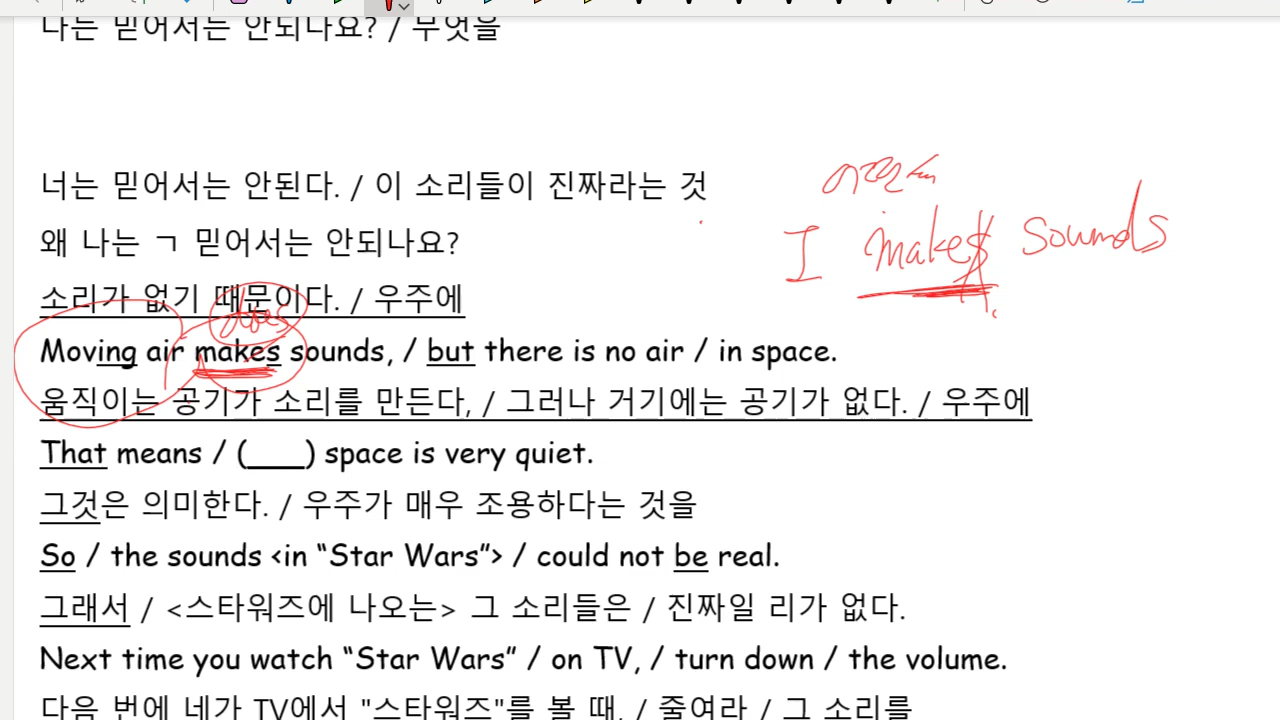 나는 믿어서는 안되나요? / 무엇을
너는 믿어서는 안된다. / 이 소리들이 진짜라는 것
왜 나는 ㄱ 믿어서는 안되나요?
I makes sounds
소리가 없기 때문이다. / 우주에
does
Moving air makes sounds, / but there is no air / in space.
움직이는 공기가 소리를 만든다, / 그러나 거기에는 공기가 없다. / 우주에
That means / (___) space is very quiet.
그것은 의미한다. / 우주가 매우 조용하다는 것을
So / the sounds <in “Star Wars”> / could not be real.
그래서 / <스타워즈에 나오는> 그 소리들은 / 진짜일 리가 없다.
Next time you watch “Star Wars” / on TV, / turn down / the volume.
다음 번에 네가 TV에서 "스타워즈"를 볼 때, / 줄여라 / 그 소리를